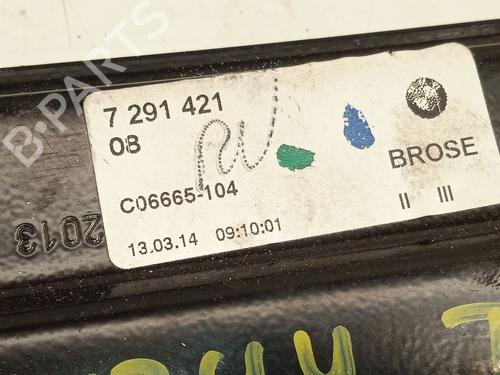 B-PARTS
7 291 421
08
C06665-104
13.03.14 09:10:01
BROSE
II III
2013